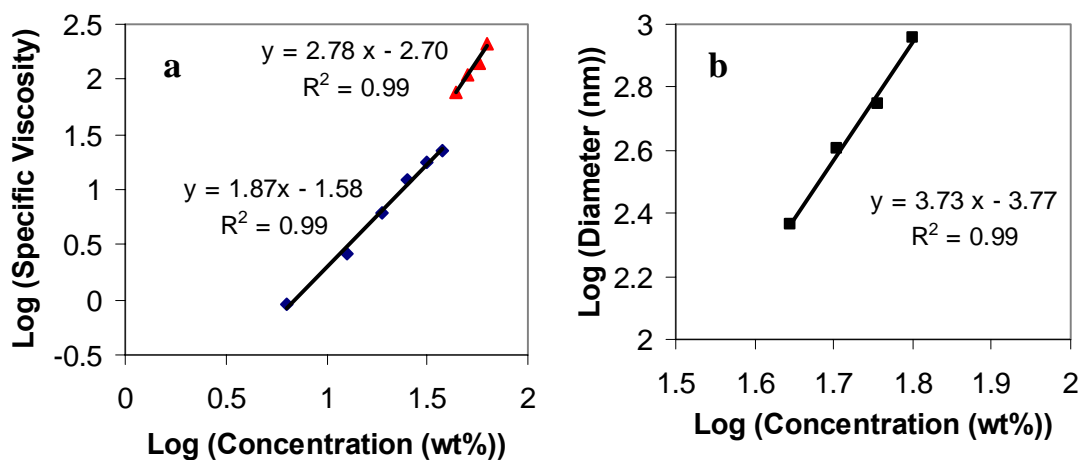 a
y = 2.78 x - 2.70
R² = 0.99
y = 1.87x - 1.58
R² = 0.99
Log (Specific Viscosity)
2.5
2
1.5
1
0.5
0
-0.5
0 0.5 1 1.5 2
Log (Concentration (wt%))
b
y = 3.73 x - 3.77
R² = 0.99
Log (Diameter (nm))
3
2.8
2.6
2.4
2.2
2
1.5 1.6 1.7 1.8 1.9 2
Log (Concentration (wt%))